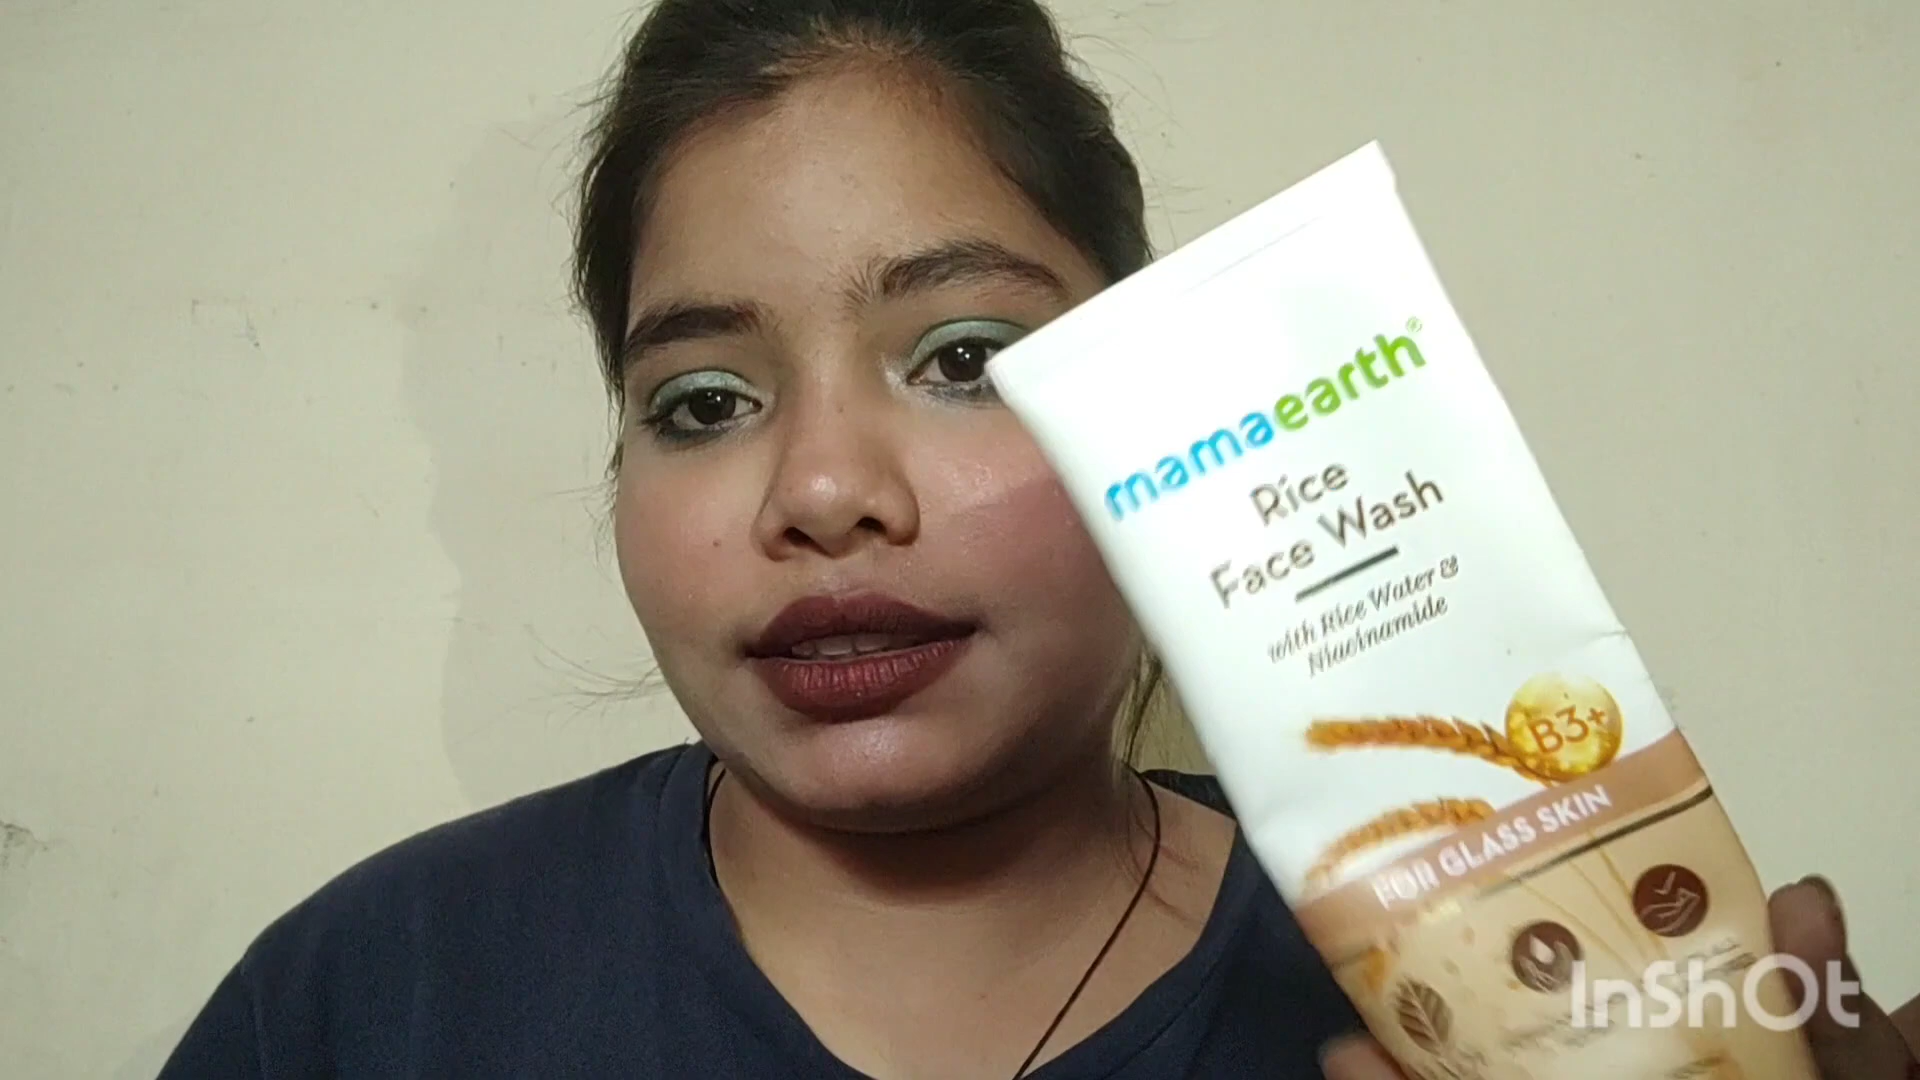 mamaearth®
Rice
Face Wash
with Rice Water &
Niacinamide
B3+
FOR GLASS SKIN
InShOt